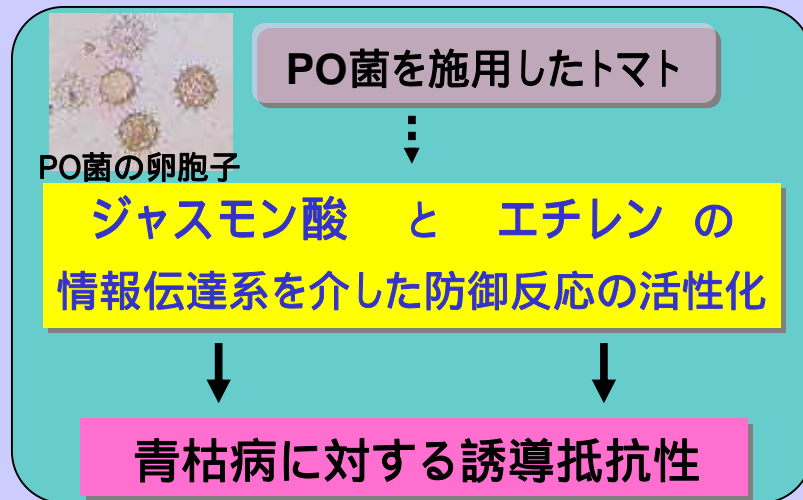 PO菌を施用したトマト
PO菌の卵胞子
ジャスモン酸 と エチレン の
情報伝達系を介した防御反応の活性化
青枯病に対する誘導抵抗性